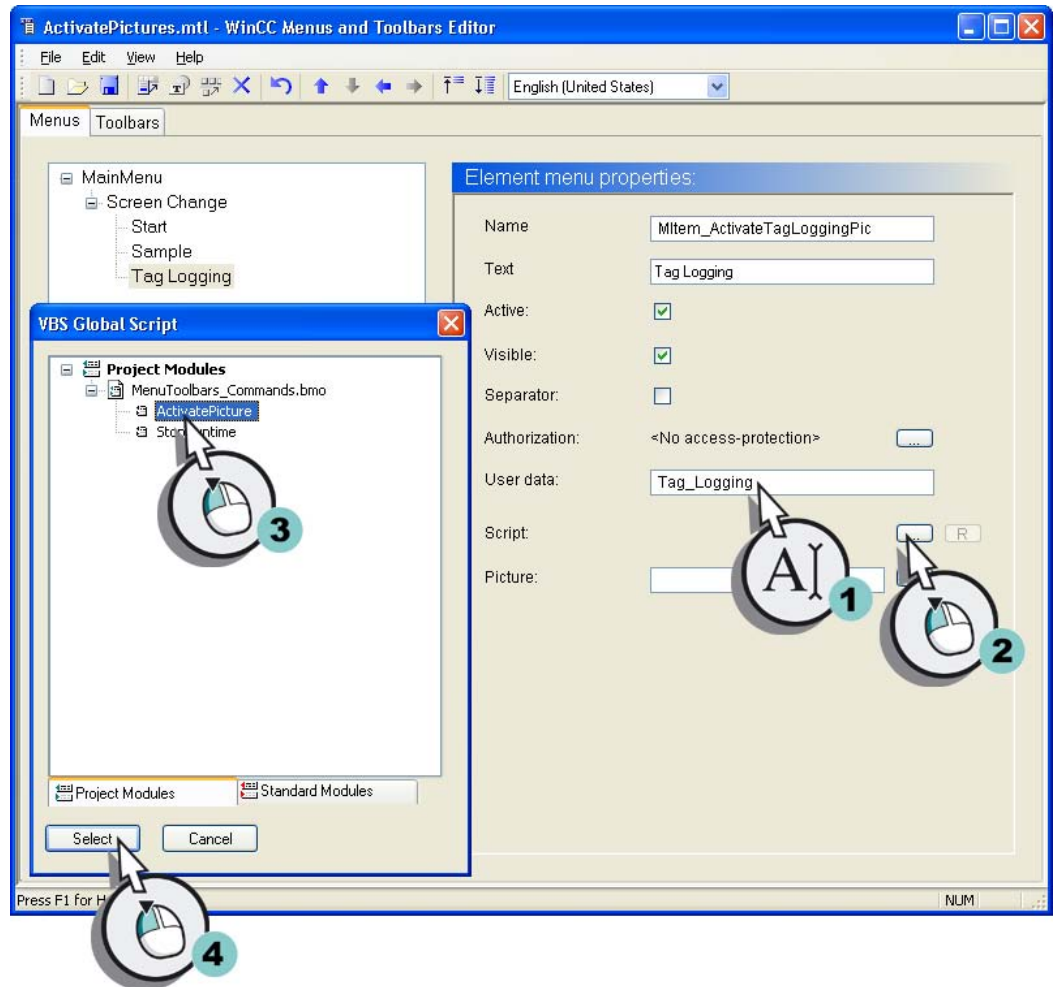 ActivatePictures.mtl - WinCC Menus and Toolbars Editor
File Edit View Help
English (United States)
Menus Toolbars
MainMenu
Screen Change
Start
Sample
Tag Logging
Element menu properties:
Name MItem_ActivateTagLoggingPic
Text Tag Logging
Active:
Visible:
Separator:
Authorization: <No access-protection> ...
User data: Tag_Logging
Script: ... R
Picture:
A 1
2
VBS Global Script
Project Modules
MenuToolbars_Commands.bmo
ActivatePicture
3
Project Modules Standard Modules
Select Cancel
4
Press F1 for NUM